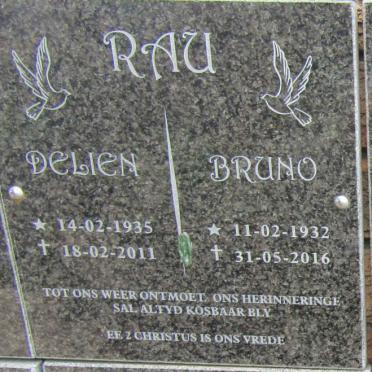 RAU
DELIEN BRUNO
★ 14-02-1935 ★ 11-02-1932
✝ 18-02-2011 ✝ 31-05-2016
TOT ONS WEER ONTMOET. ONS HERINNERINGE
SAL ALTYD KOSBAAR BLY
EF. 2 CHRISTUS IS ONS VREDE